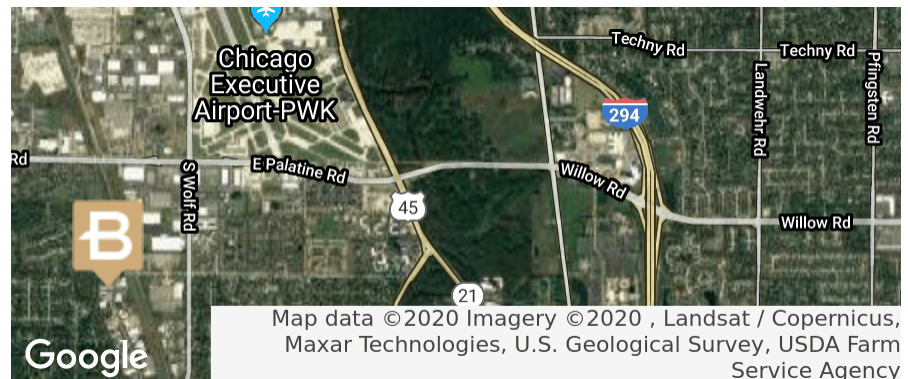 Techny Rd
Techny Rd
Chicago
Executive
Airport-PWK
294
Landwehr Rd
Pfingsten Rd
Rd
E Palatine Rd
S Wolf Rd
Willow Rd
45
Willow Rd
B
21
Map data ©2020 Imagery ©2020 , Landsat / Copernicus,
Maxar Technologies, U.S. Geological Survey, USDA Farm
Service Agency
Google